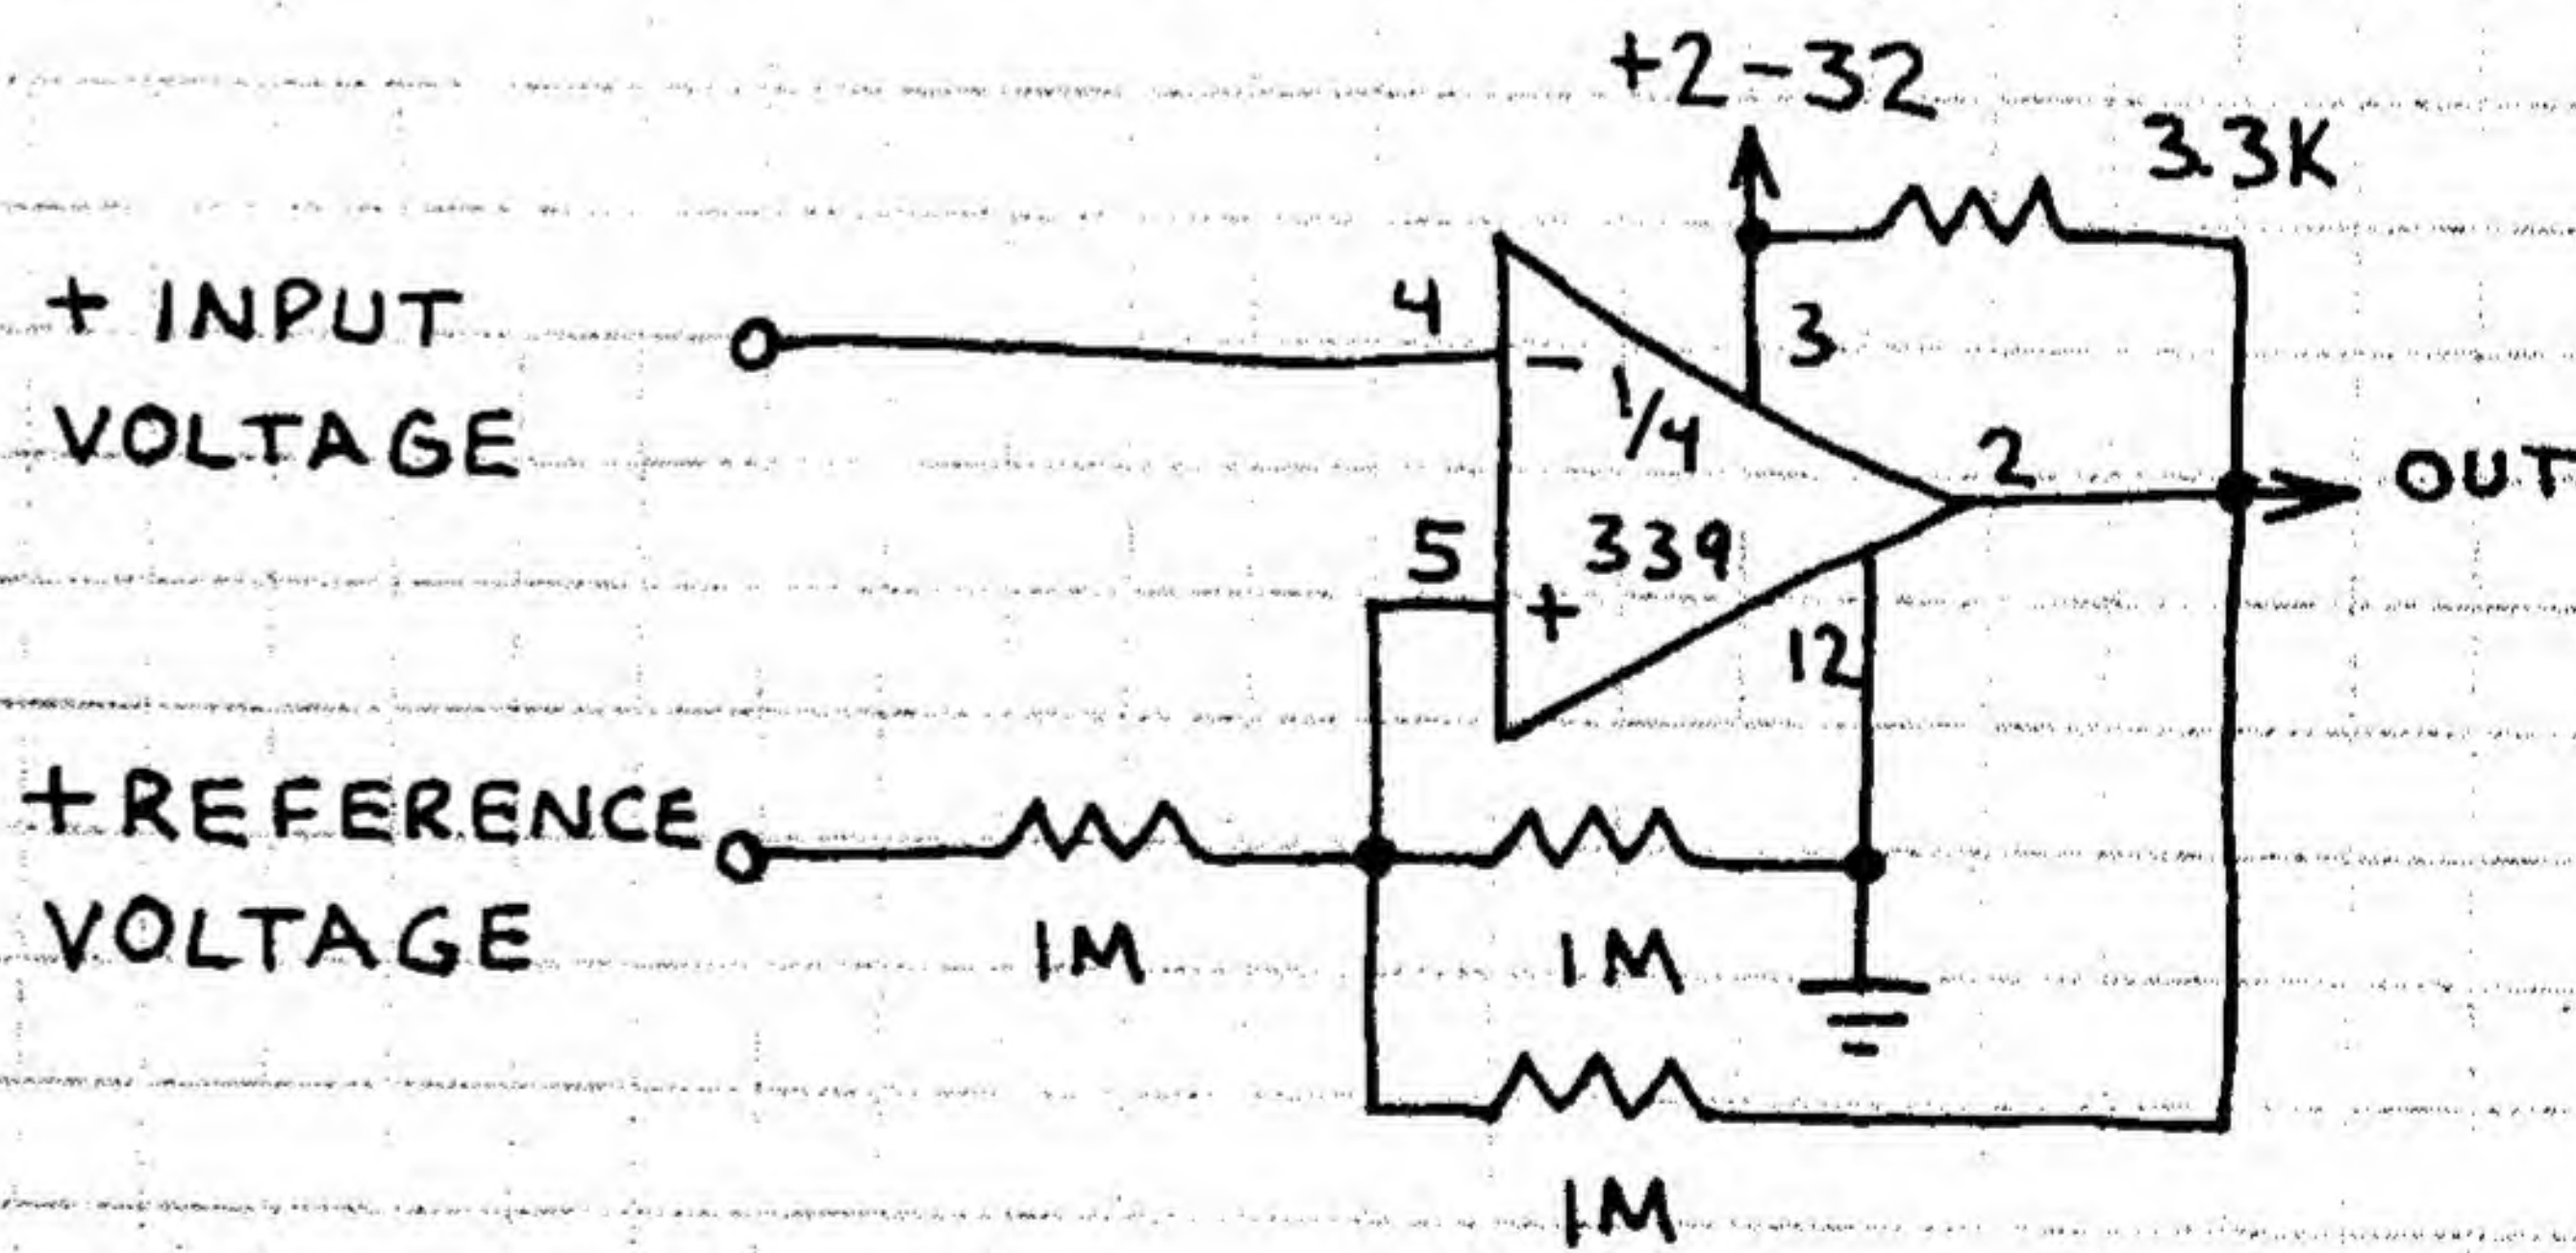 +2-32
3.3K
+ INPUT
VOLTAGE
4
-
3
1/4
2
OUT
5
339
+
12
+ REFERENCE
VOLTAGE
1M
1M
1M